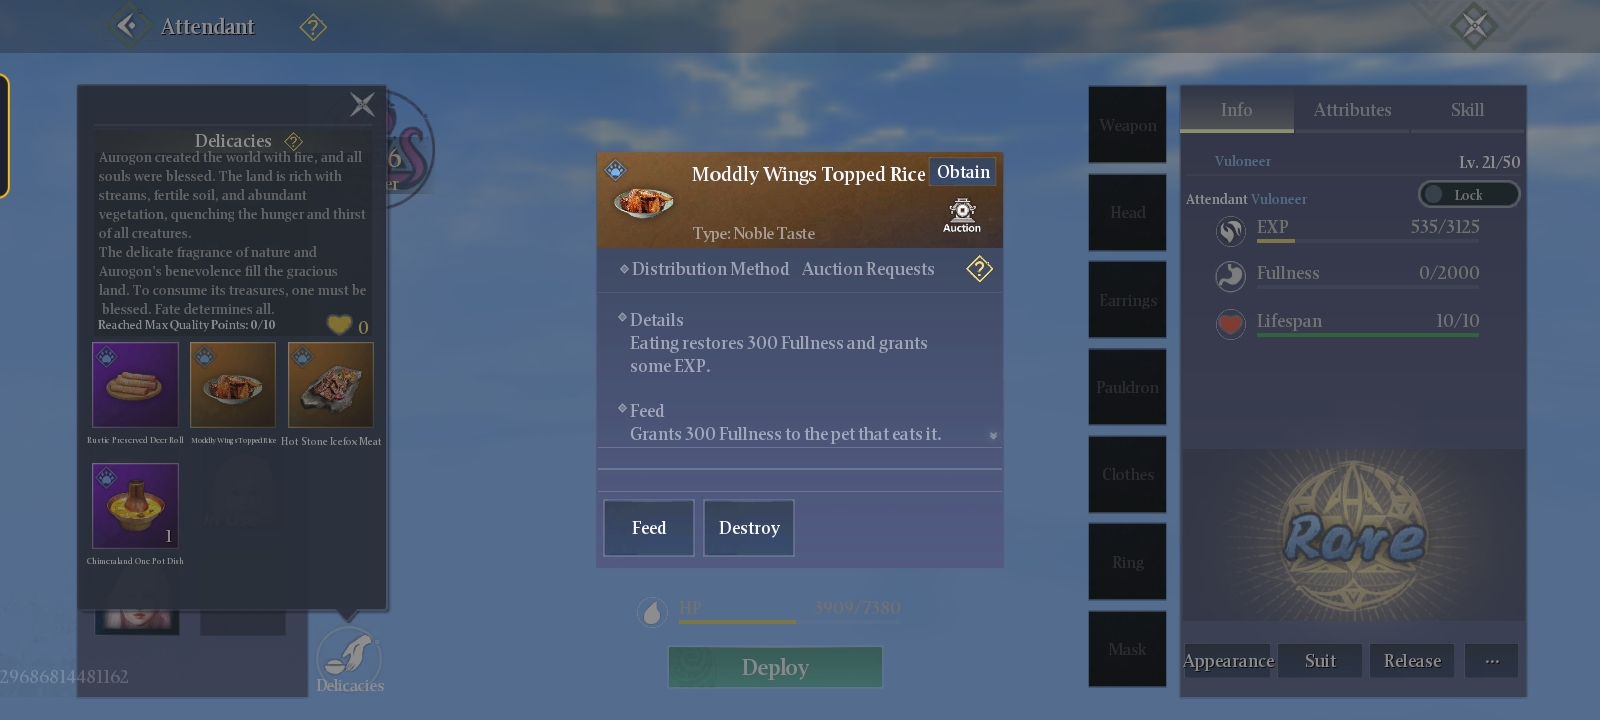 Attendant
Delicacies
Aurogon created the world with fire, and all
souls were blessed. The land is rich with
streams, fertile soil, and abundant
vegetation, quenching the hunger and thirst
of all creatures.
The delicate fragrance of nature and
Aurogon's benevolence fill the gracious
land. To consume its treasures, one must be
blessed. Fate determines all.
Reached Max Quality Points: 0/10
0
Rustic Preserved Deer Roll
Moddly Wings Topped Rice
Hot Stone Icefox Meat
1
Chimeraland One Pot Dish
29686814481162
Delicacies
Moddly Wings Topped Rice
Obtain
Type: Noble Taste
Auction
Distribution Method Auction Requests
Details
Eating restores 300 Fullness and grants
some EXP.
Feed
Grants 300 Fullness to the pet that eats it.
Feed
Destroy
HP 3909/7380
Deploy
Weapon
Head
Earrings
Pauldron
Clothes
Ring
Mask
Info
Attributes
Skill
Vuloneer
Lv. 21/50
Attendant Vuloneer
Lock
EXP 535/3125
Fullness 0/2000
Lifespan 10/10
Rare
Appearance
Suit
Release
...